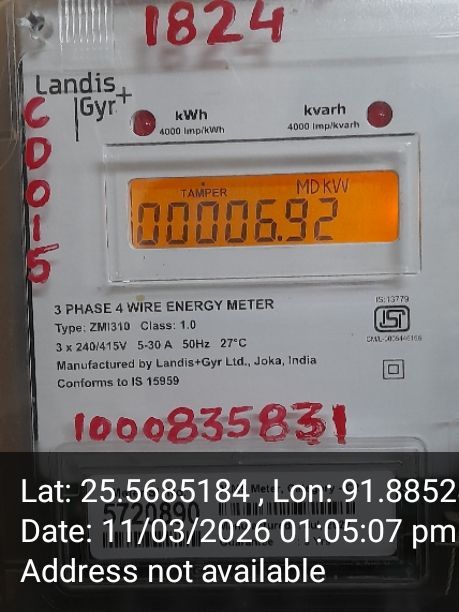 1824
Landis
Gyr+
C
D
0
1
5
kWh
4000 Imp/kWh
kvarh
4000 Imp/kvarh
TAMPER
MD kW
000006.92
3 PHASE 4 WIRE ENERGY METER
Type: ZMI310 Class: 1.0
3 x 240/415V 5-30 A 50Hz 27°C
Manufactured by Landis+Gyr Ltd., Joka, India
Conforms to IS 15959
IS:13779
ISI
1000835831
5720890
Lat: 25.5685184 , Lon: 91.8852
Date: 11/03/2026 01:05:07 pm
Address not available